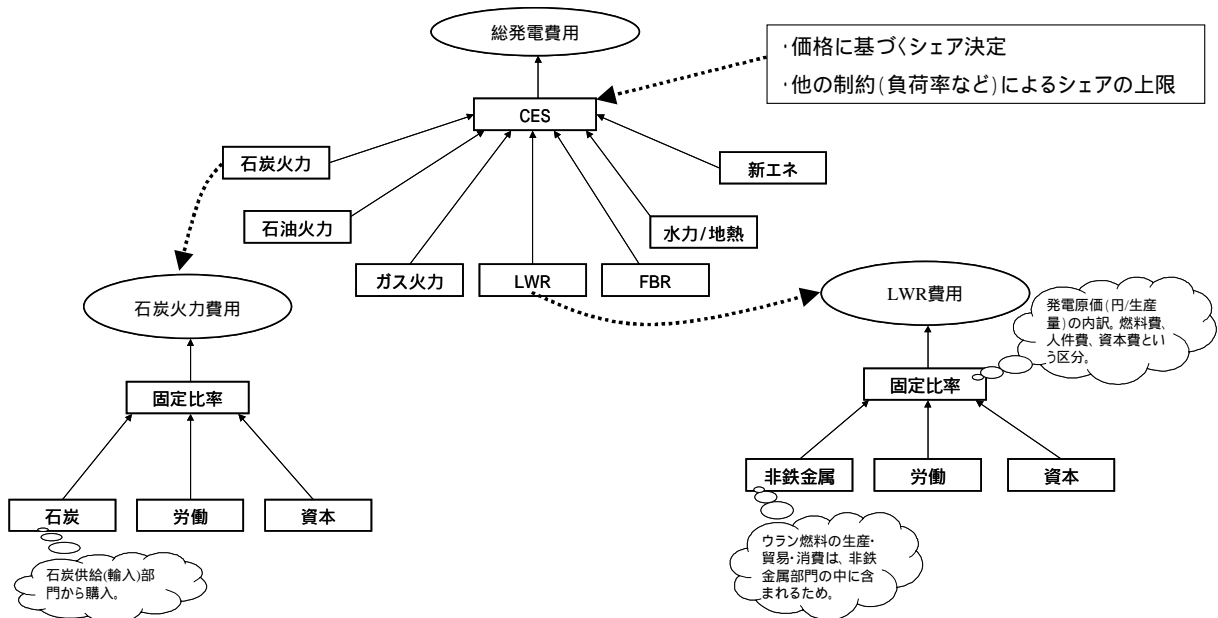 総発電費用
・価格に基づくシェア決定
・他の制約(負荷率など)によるシェアの上限
CES
石炭火力
新エネ
石油火力
水力/地熱
ガス火力
LWR
FBR
石炭火力費用
LWR費用
発電原価(円/生産
量)の内訳。燃料費、
人件費、資本費とい
う区分。
固定比率
固定比率
石炭
労働
資本
非鉄金属
労働
資本
石炭供給(輸入)部
門から購入。
ウラン燃料の生産・
貿易・消費は、非鉄
金属部門の中に含
まれるため。